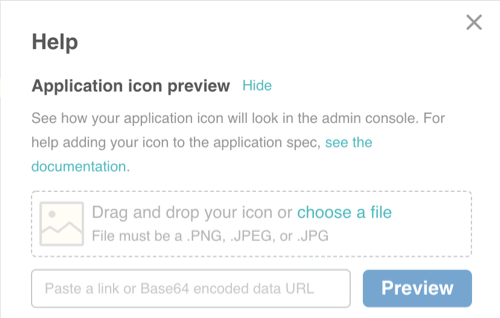 Help
Application icon preview Hide
See how your application icon will look in the admin console. For
help adding your icon to the application spec, see the
documentation.
Drag and drop your icon or choose a file
File must be a .PNG, .JPEG, or .JPG
Paste a link or Base64 encoded data URL
Preview